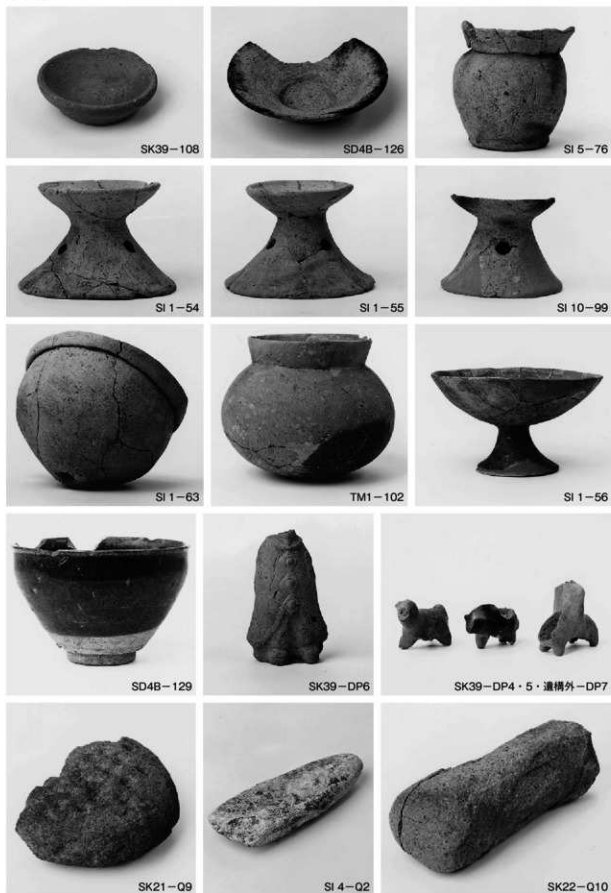 SK39-108
SD4B-126
SI 5-76
SI 1-54
SI 1-55
SI 10-99
SI 1-63
TM1-102
SI 1-56
SD4B-129
SK39-DP6
SK39-DP4・5・遺構外-DP7
SK21-Q9
SI 4-Q2
SK22-Q10